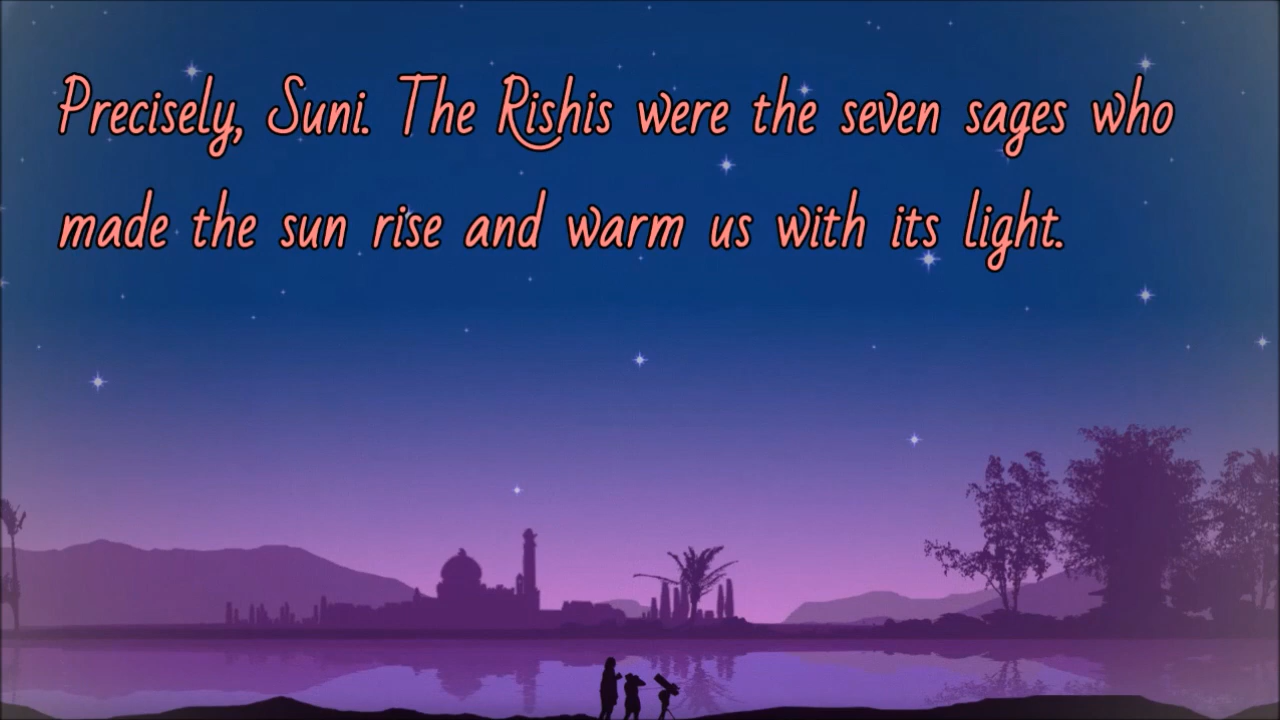 Precisely, Suni. The Rishis were the seven sages who
made the sun rise and warm us with its light.